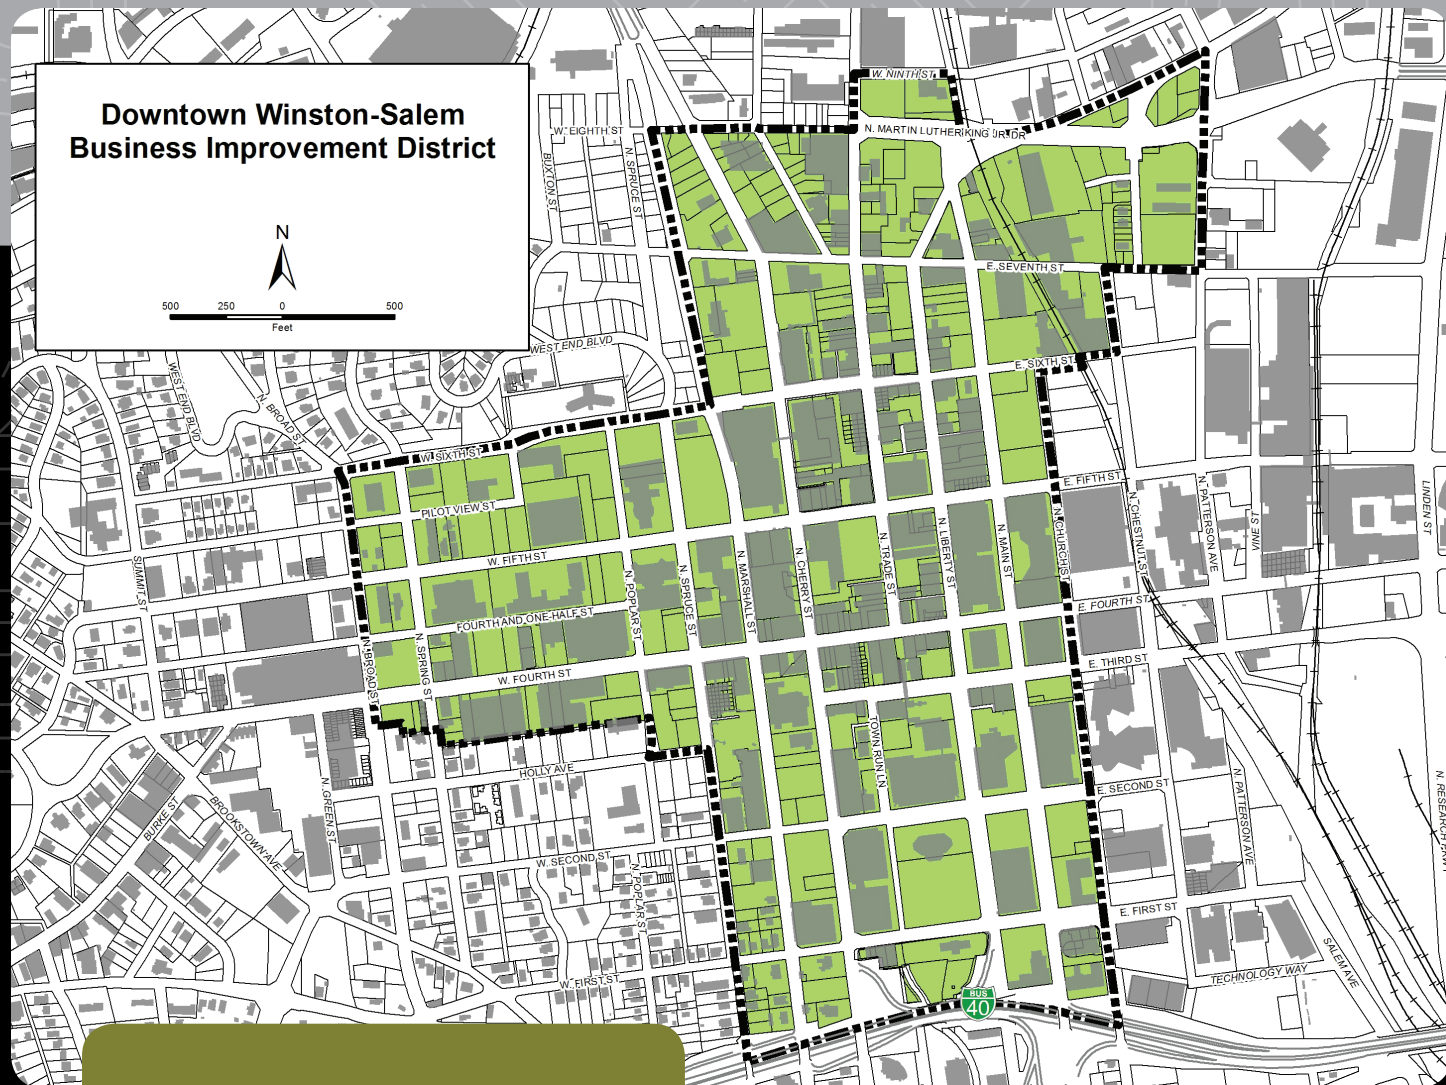 Downtown Winston-Salem
Business Improvement District
N
500
250
0
500
Feet
W. NINTH ST
W. EIGHTH ST
N. MARTIN LUTHER KING JR. DR
BUXTON ST
N. SPRUCE ST
E. SEVENTH ST
WEST END BLVD
WEST END BLVD
N. BROAD ST
E. SIXTH ST
W. SIXTH ST
PILOT VIEW ST
E. FIFTH ST
W. FIFTH ST
N. CHESTNUT ST
N. PATTERSON AVE
VINE ST
LINDEN ST
SUMMIT ST
N. POPLAR ST
N. SPRUCE ST
N. MARSHALL ST
N. CHERRY ST
N. TRADE ST
N. LIBERTY ST
N. MAIN ST
N. CHURCH ST
E. FOURTH ST
FOURTH AND ONE-HALF ST
N. BROAD ST
N. SPRING ST
W. FOURTH ST
E. THIRD ST
TOWN RUN LN
HOLLY AVE
E. SECOND ST
N. GREEN ST
BURKE ST
BROOKSTOWN AVE
N. PATTERSON AVE
W. SECOND ST
N. POPLAR ST
E. FIRST ST
W. FIRST ST
TECHNOLOGY WAY
SALEM AVE
BUS
40